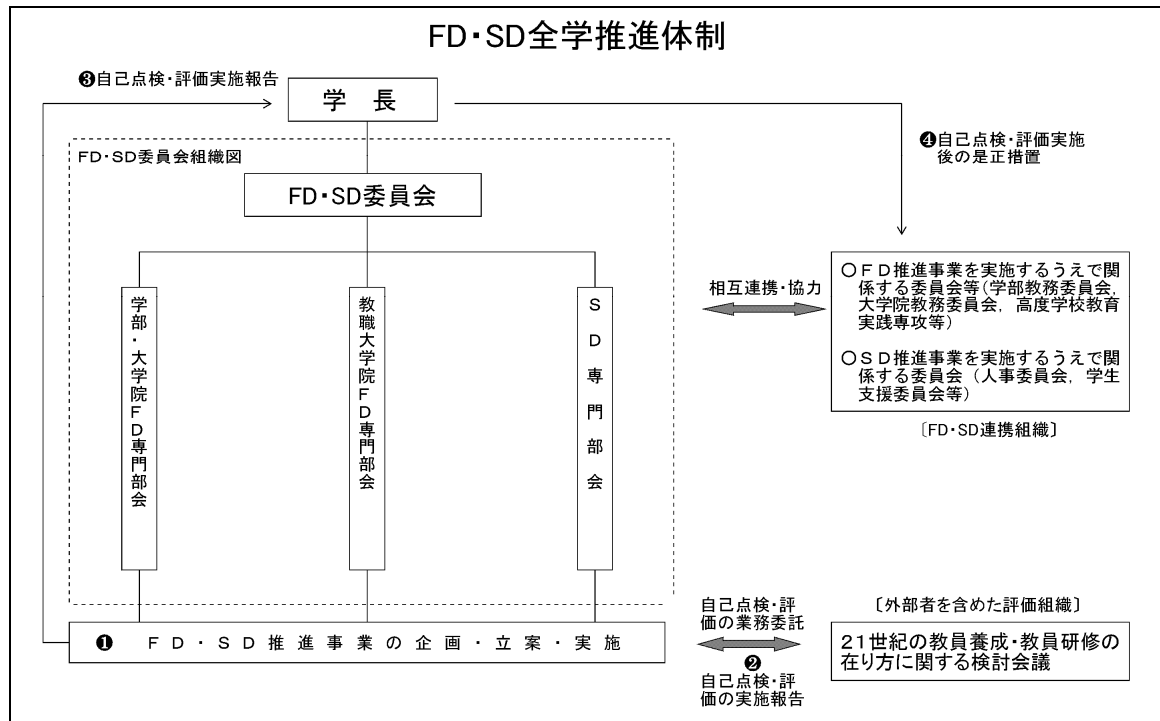 FD・SD全学推進体制
❸自己点検・評価実施報告
学　長
❹自己点検・評価実施
後の是正措置
FD・SD委員会組織図
FD・SD委員会
学部・大学院FD専門部会
教職大学院FD専門部会
SD専門部会
相互連携・協力
○ＦＤ推進事業を実施するうえで関
係する委員会等(学部教務委員会，
大学院教務委員会，高度学校教育
実践専攻等)
○ＳＤ推進事業を実施するうえで関
係する委員会（人事委員会，学生
支援委員会等）
〔FD・SD連携組織〕
❶　ＦＤ・ＳＤ推進事業の企画・立案・実施
自己点検・評
価の業務委託
❷
自己点検・評
価の実施報告
〔外部者を含めた評価組織〕
２１世紀の教員養成・教員研修の
在り方に関する検討会議